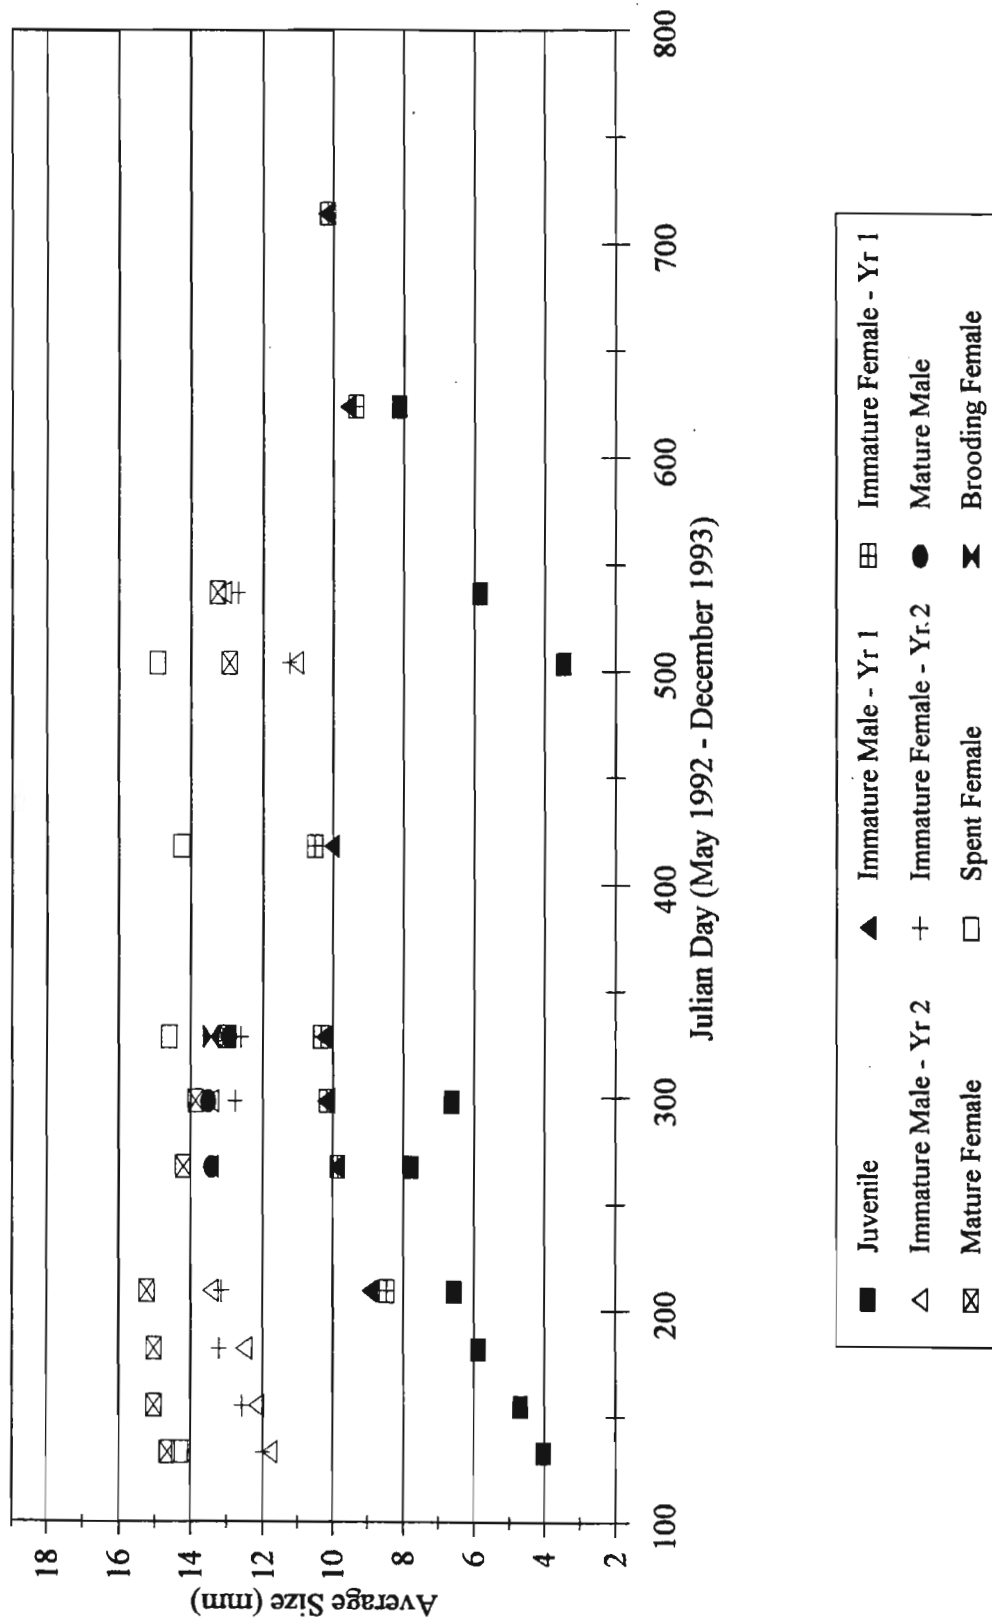 Average Size (mm)
18
16
14
12
10
8
6
4
2
100 200 300 400 500 600 700 800
Julian Day (May 1992 - December 1993)
Juvenile Immature Male - Yr 1 Immature Female - Yr 1
Immature Male - Yr 2 Immature Female - Yr.2 Mature Male
Mature Female Spent Female Brooding Female